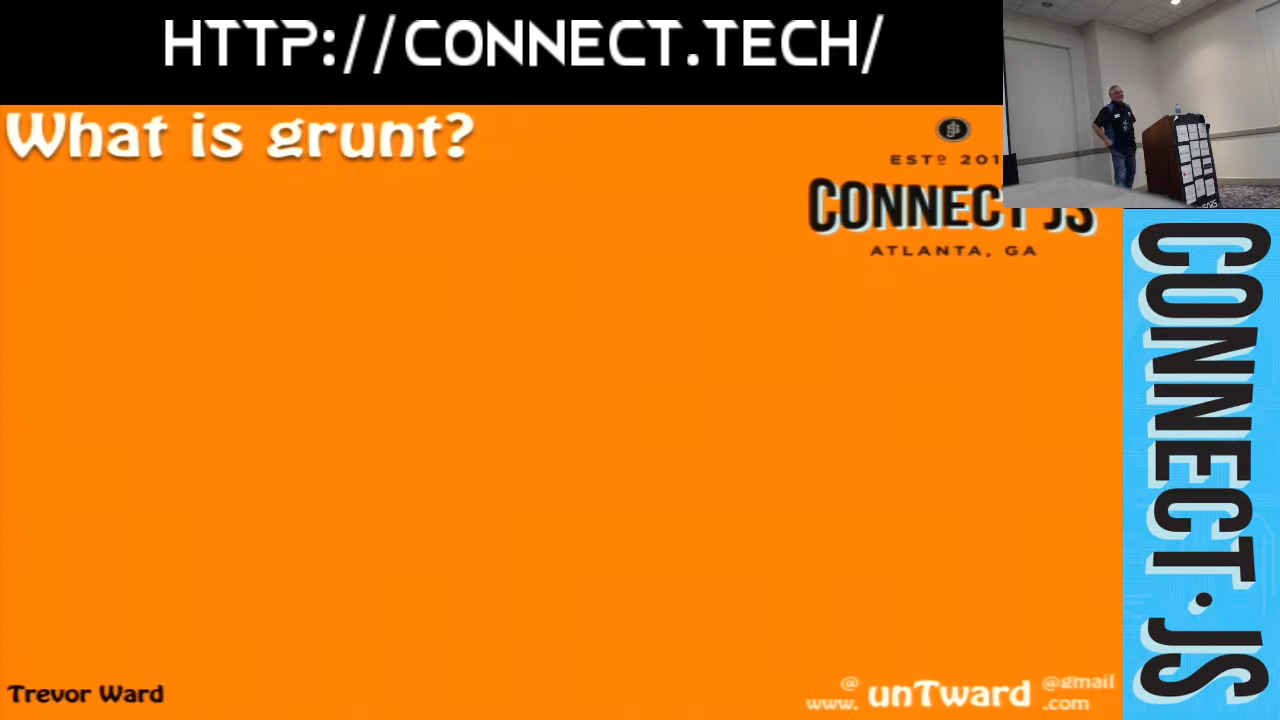 HTTP://CONNECT.TECH/
What is grunt?
ESTD 201
CONNECT JS
ATLANTA, GA
CONNECT·JS
Trevor Ward
@ @gmail
www. unTward .com